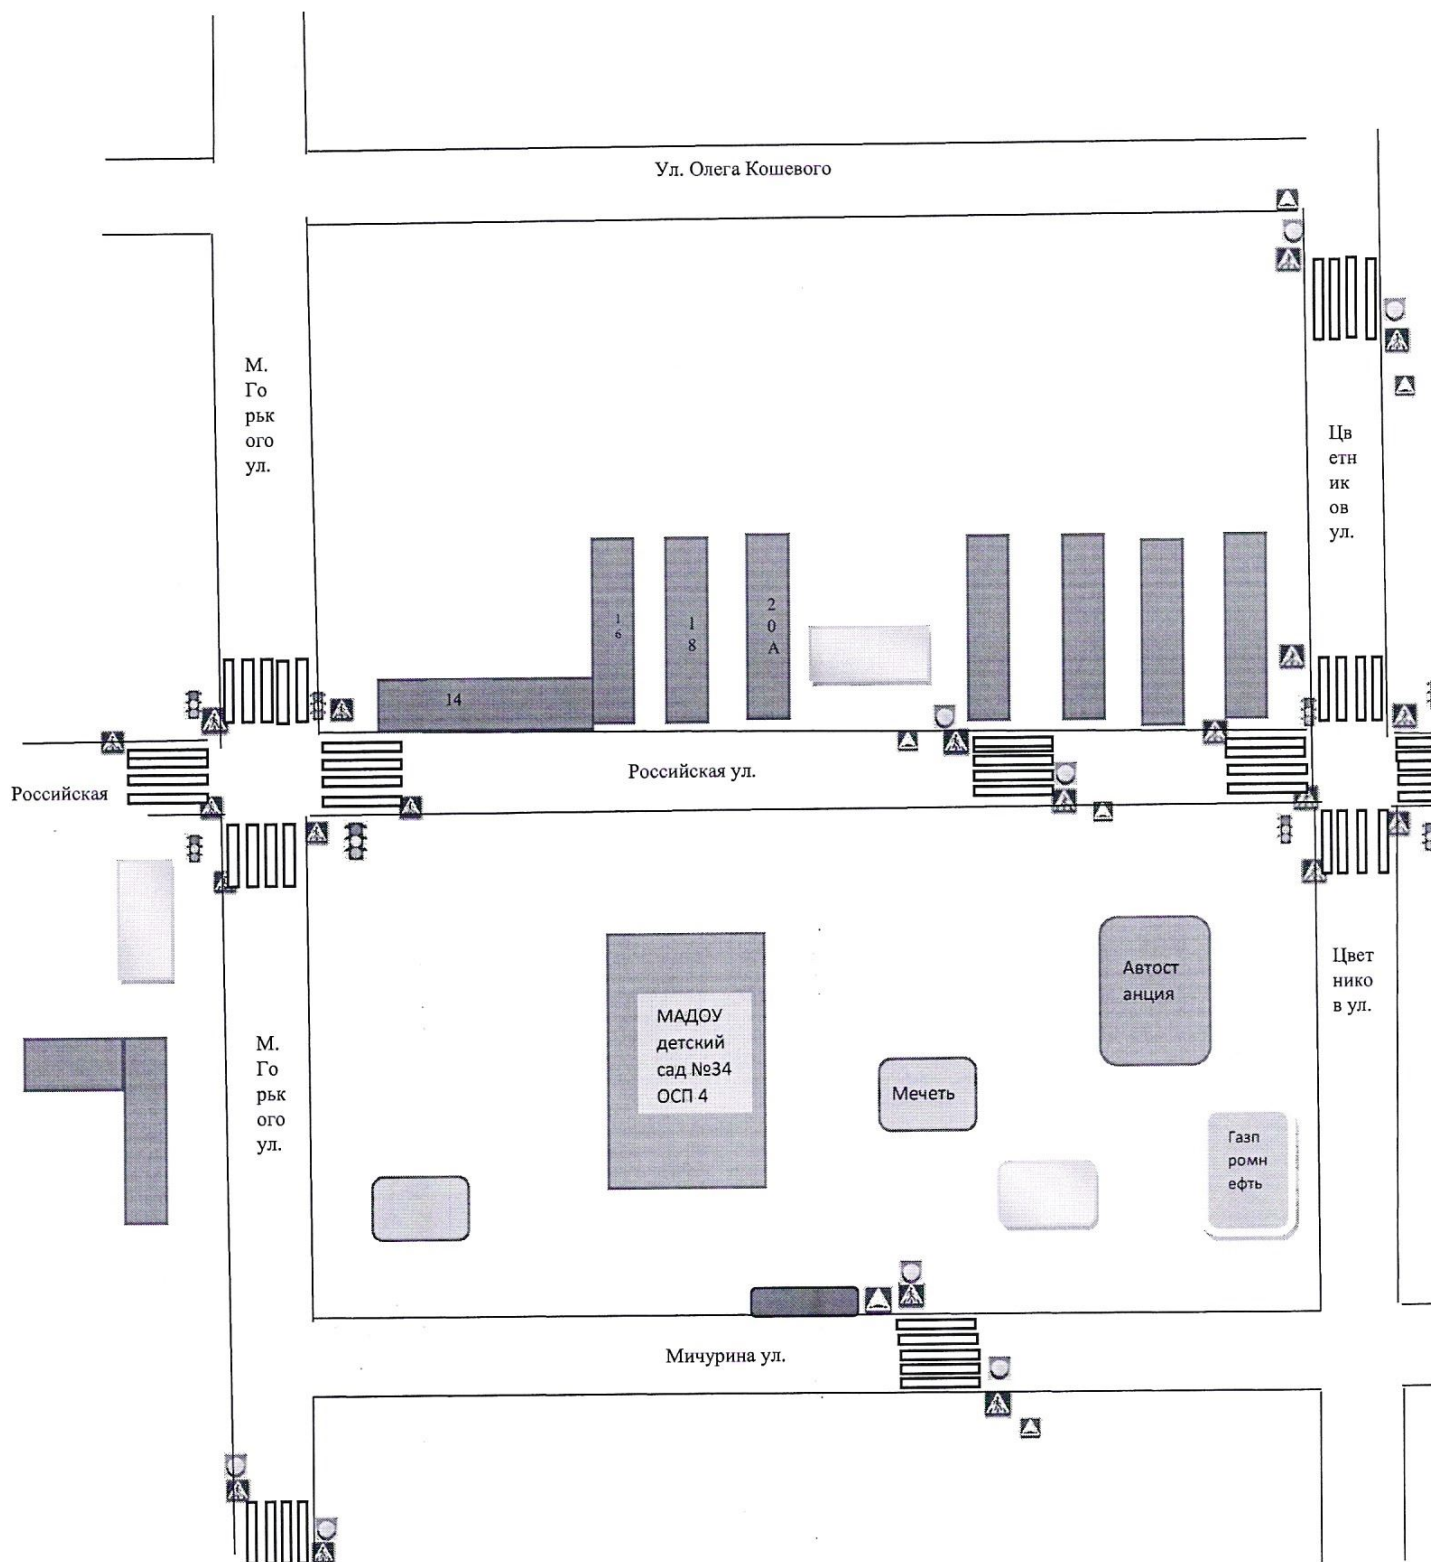 Ул. Олега Кошевого
М.
Го
рьк
ого
ул.
Цв
етн
ик
ов
ул.
1
6
1
8
2
0
А
14
Российская ул.
Российская
МАДОУ
детский
сад №34
ОСП 4
Автост
анция
Цвет
нико
в ул.
М.
Го
рьк
ого
ул.
Мечеть
Газп
ромн
ефть
Мичурина ул.